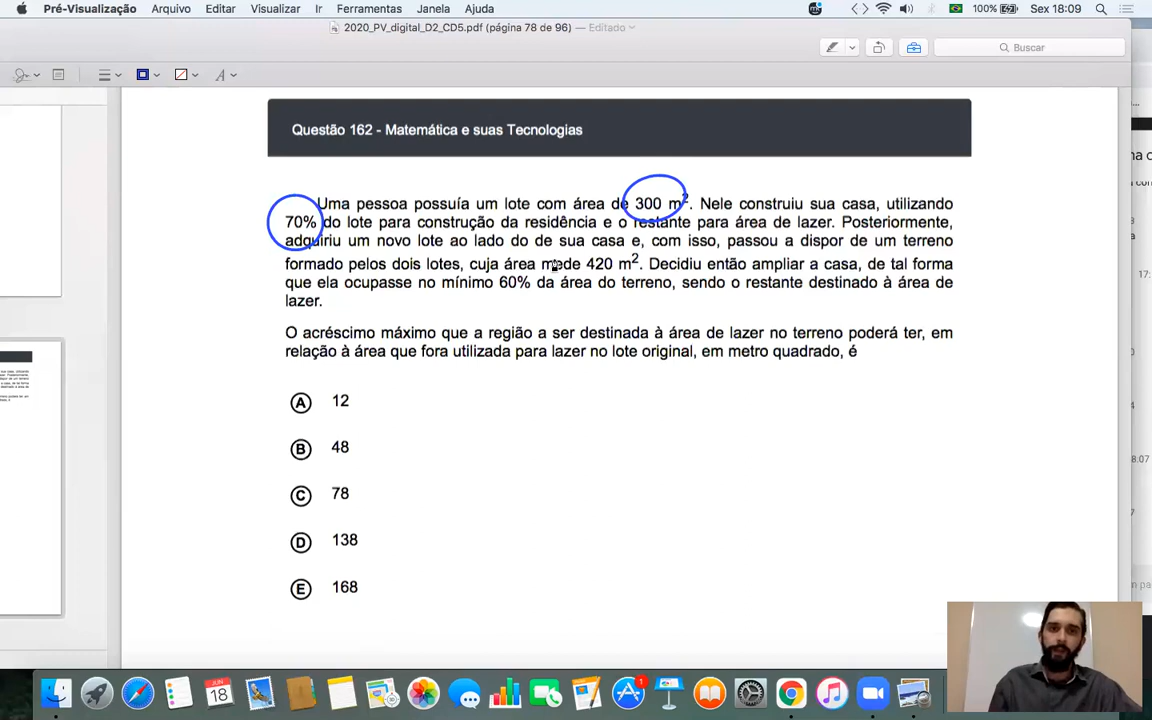 Pré-Visualização Arquivo Editar Visualizar Ir Ferramentas Janela Ajuda 100% Sex 18:09
2020_PV_digital_D2_CD5.pdf (página 78 de 96) — Editado
Buscar
Questão 162 - Matemática e suas Tecnologias
Uma pessoa possuía um lote com área de 300 m². Nele construiu sua casa, utilizando
70% do lote para construção da residência e o restante para área de lazer. Posteriormente,
adquiriu um novo lote ao lado do de sua casa e, com isso, passou a dispor de um terreno
formado pelos dois lotes, cuja área mede 420 m². Decidiu então ampliar a casa, de tal forma
que ela ocupasse no mínimo 60% da área do terreno, sendo o restante destinado à área de
lazer.
O acréscimo máximo que a região a ser destinada à área de lazer no terreno poderá ter, em
relação à área que fora utilizada para lazer no lote original, em metro quadrado, é
A 12
B 48
C 78
D 138
E 168
JUN
18
1